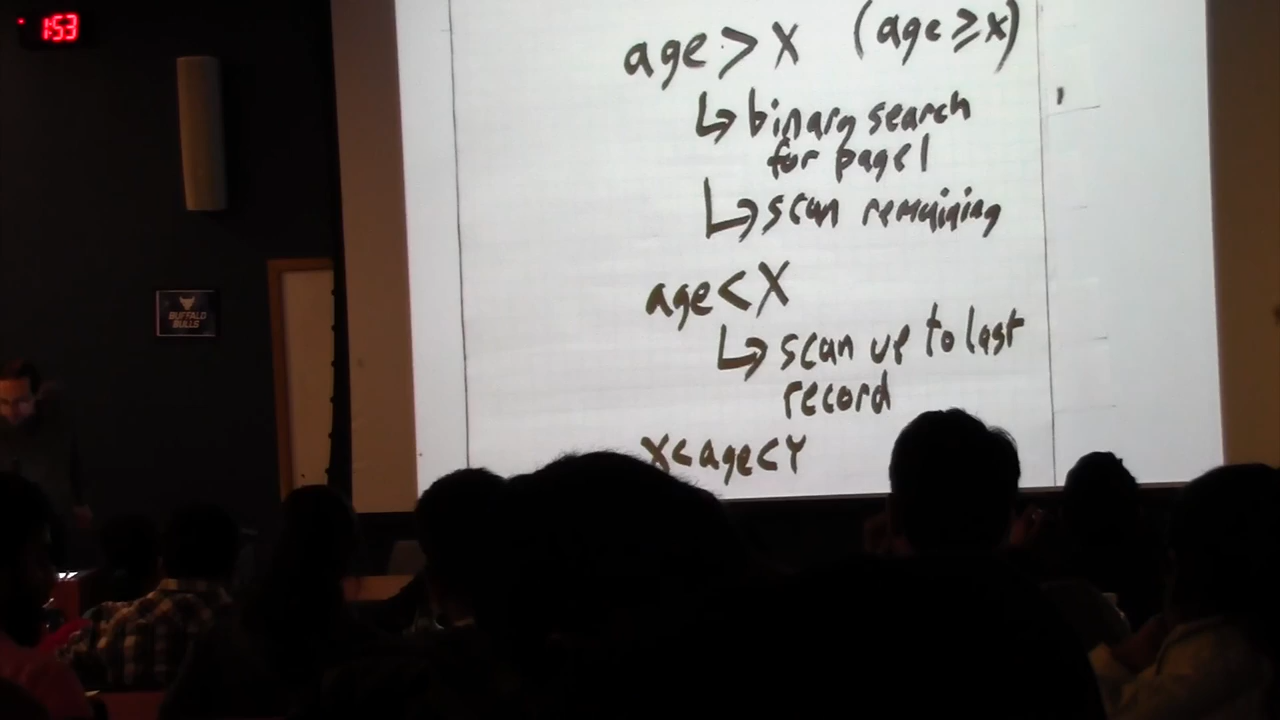 1:53
age > X (age ≥ x)
↳ binary search
for page 1
↳ scan remaining
age < X
↳ scan up to last
record
X < age < Y
BUFFALO
BULLS